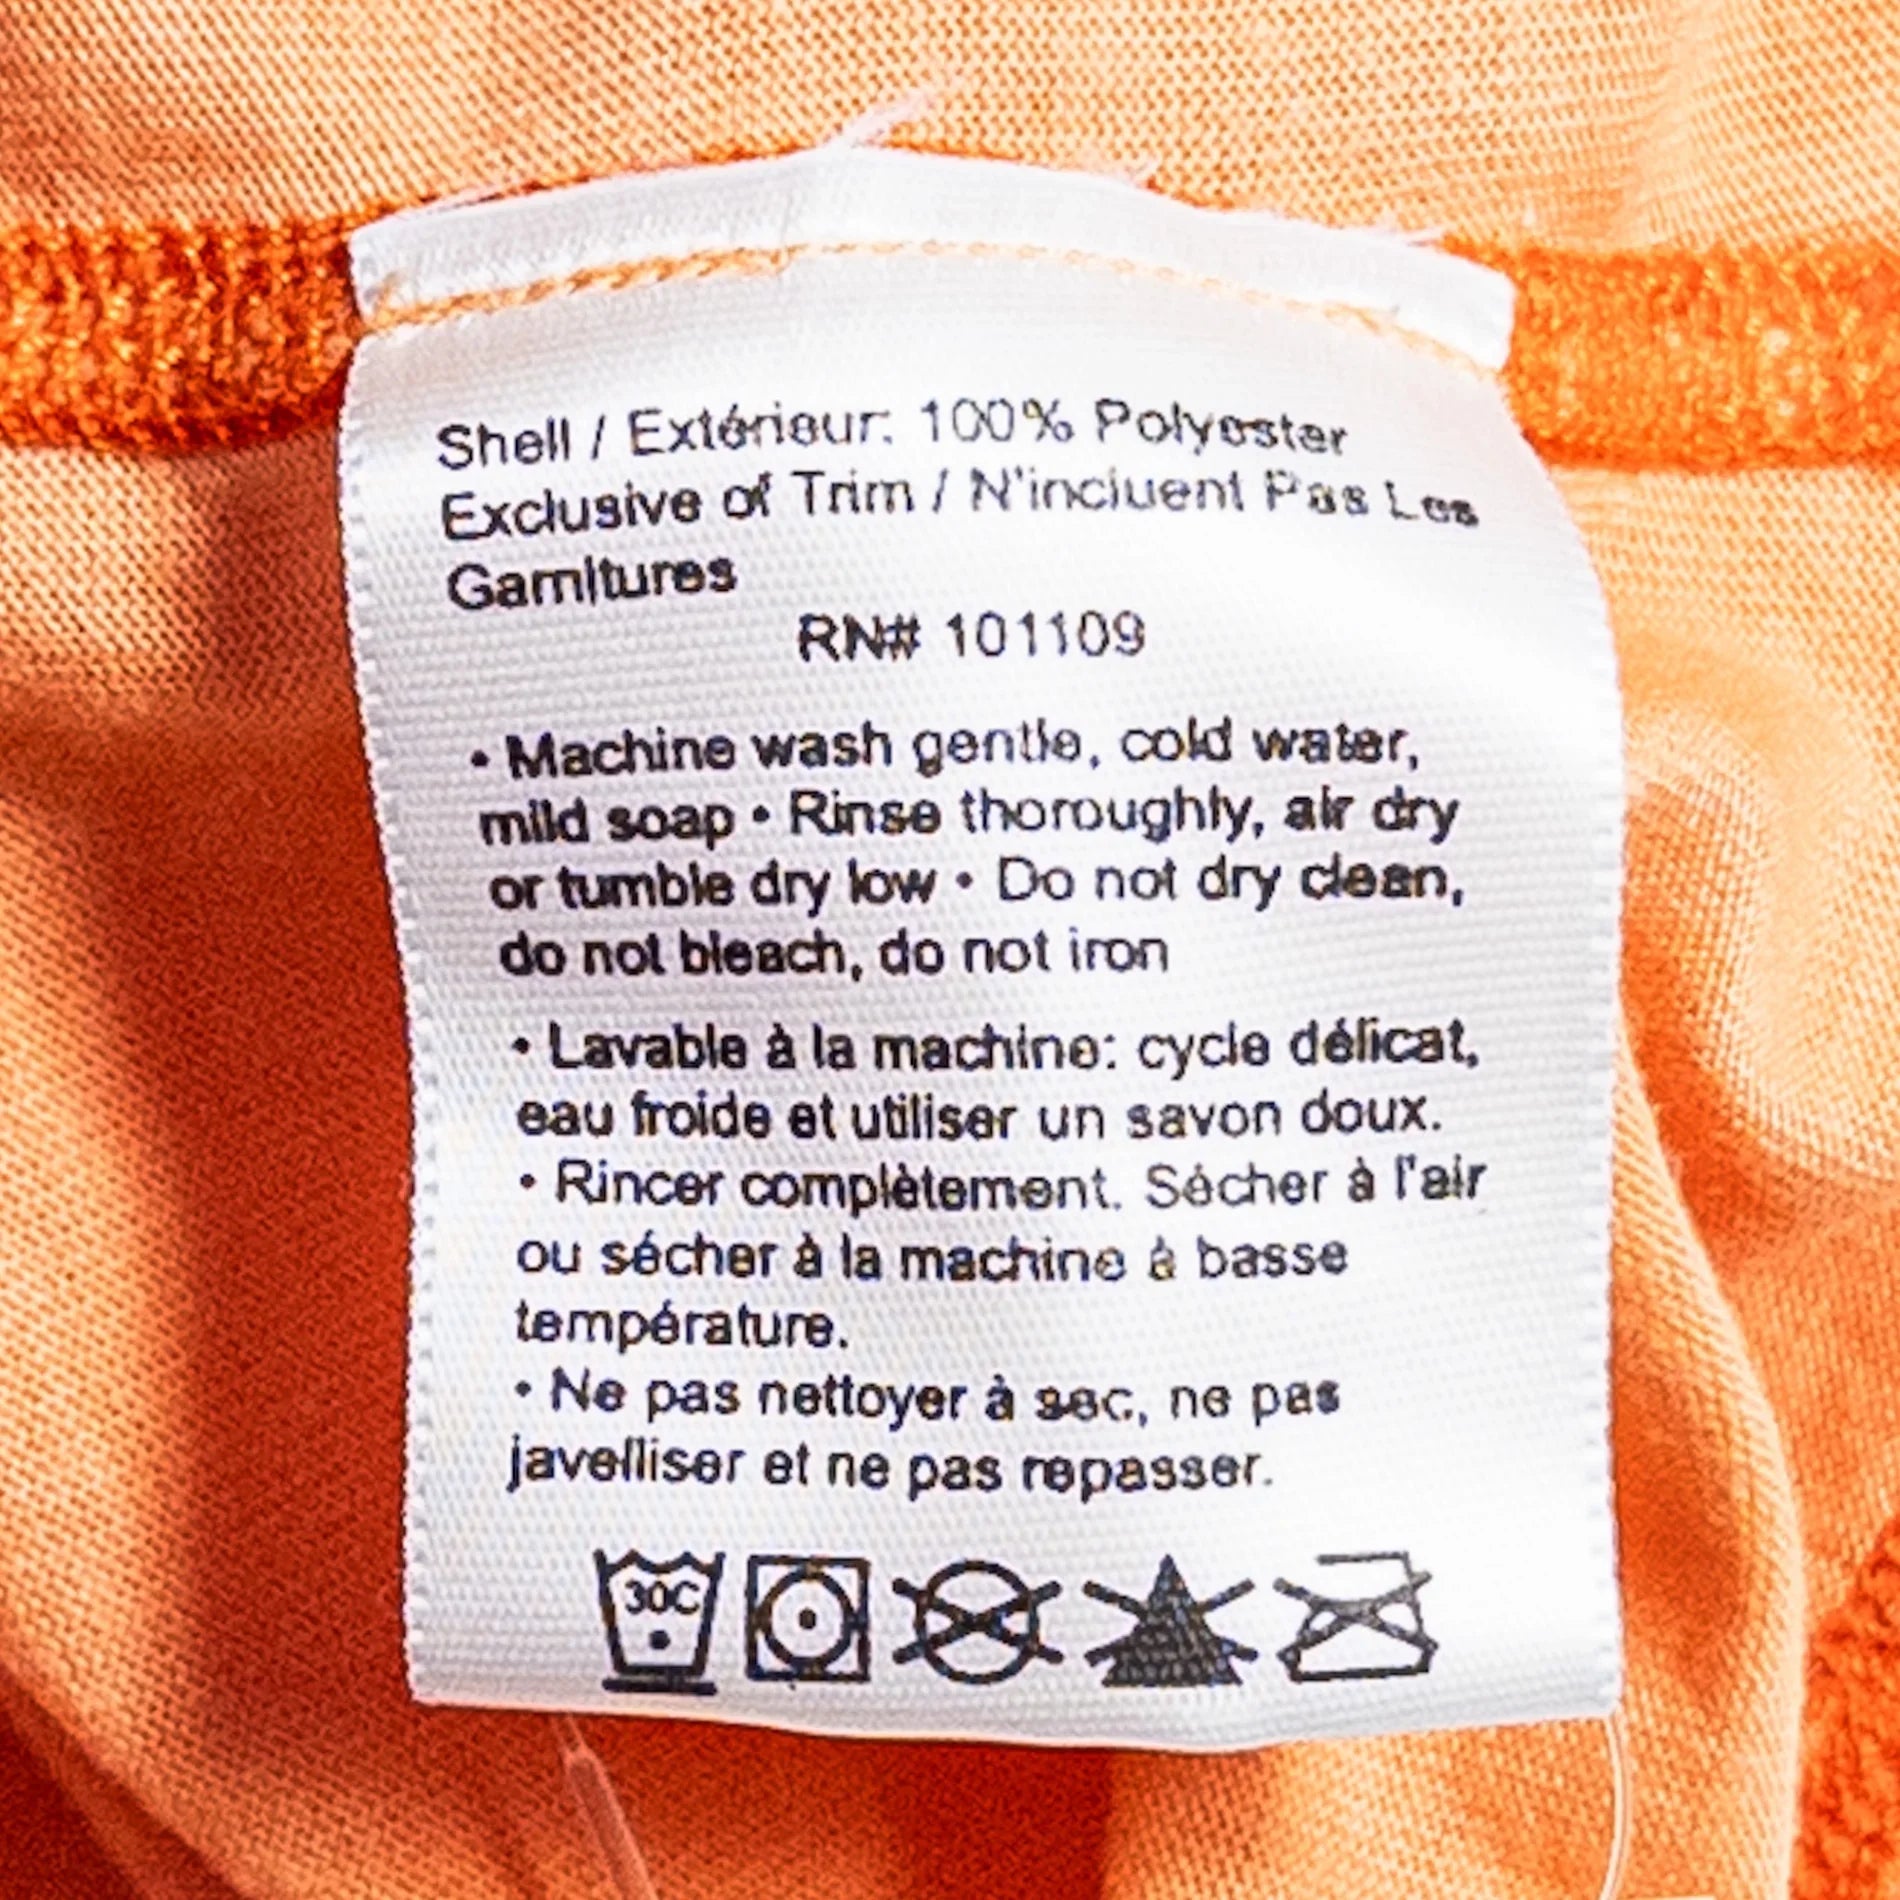 Shell / Extérieur: 100% Polyester
Exclusive of Trim / N'incluent Pas Les
Garnitures
RN# 101109
• Machine wash gentle, cold water,
mild soap • Rinse thoroughly, air dry
or tumble dry low • Do not dry clean,
do not bleach, do not iron
• Lavable à la machine: cycle délicat,
eau froide et utiliser un savon doux.
• Rincer complètement. Sécher à l'air
ou sécher à la machine à basse
température.
• Ne pas nettoyer à sec, ne pas
javelliser et ne pas repasser.
30C